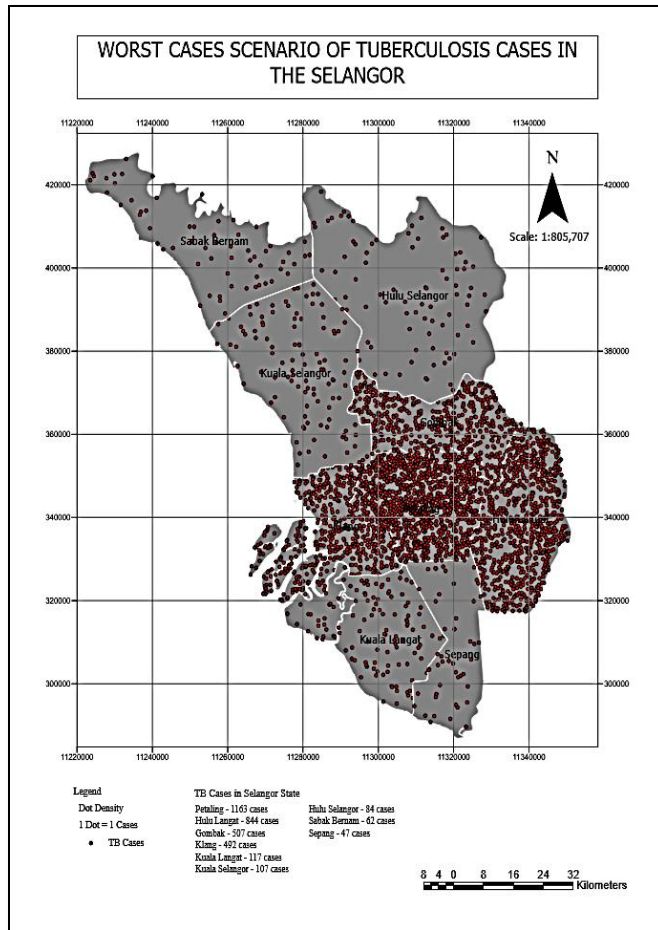 WORST CASES SCENARIO OF TUBERCULOSIS CASES IN
THE SELANGOR
11220000 11240000 11260000 11280000 11300000 11320000 11340000
N
420000 420000
Scale: 1:805,707
Sabak Bernam
400000 400000
Hulu Selangor
380000 380000
Kuala Selangor
360000 360000
340000 340000
320000 320000
Kuala Langat
Sepang
300000 300000
11220000 11240000 11260000 11280000 11300000 11320000 11340000
Legend
Dot Density
1 Dot = 1 Cases
TB Cases
TB Cases in Selangor State
Petaling - 1163 cases
Hulu Langat - 844 cases
Gombak - 507 cases
Klang - 492 cases
Kuala Langat - 117 cases
Kuala Selangor - 107 cases
Hulu Selangor - 84 cases
Sabak Bernam - 62 cases
Sepang - 47 cases
8 4 0 8 16 24 32
Kilometers